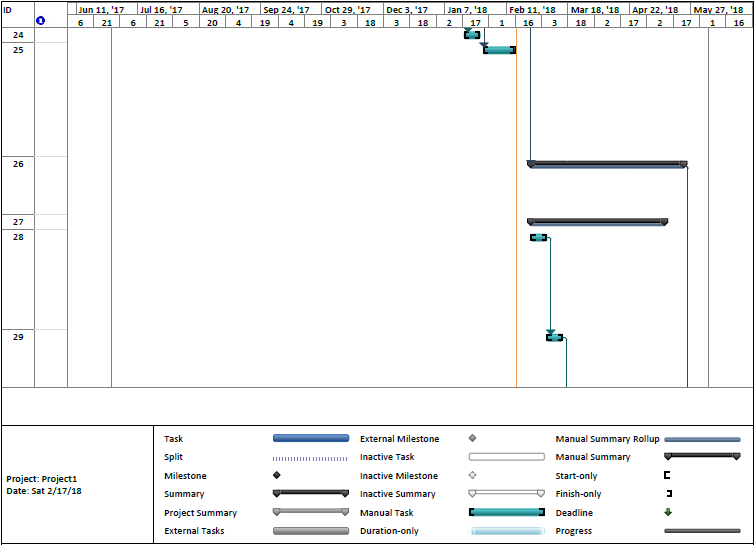 ID Jun 11, '17 Jul 16, '17 Aug 20, '17 Sep 24, '17 Oct 29, '17 Dec 3, '17 Jan 7, '18 Feb 11, '18 Mar 18, '18 Apr 22, '18 May 27, '18
6 21 6 21 5 20 4 19 4 19 3 18 2 17 1 16 3 18 2 17 2 17 1 16
24
25
26
27
28
29
Task External Milestone Manual Summary Rollup
Split Inactive Task Manual Summary
Milestone Inactive Milestone Start-only
Summary Inactive Summary Finish-only
Project Summary Manual Task Deadline
External Tasks Duration-only Progress
Project: Project1
Date: Sat 2/17/18